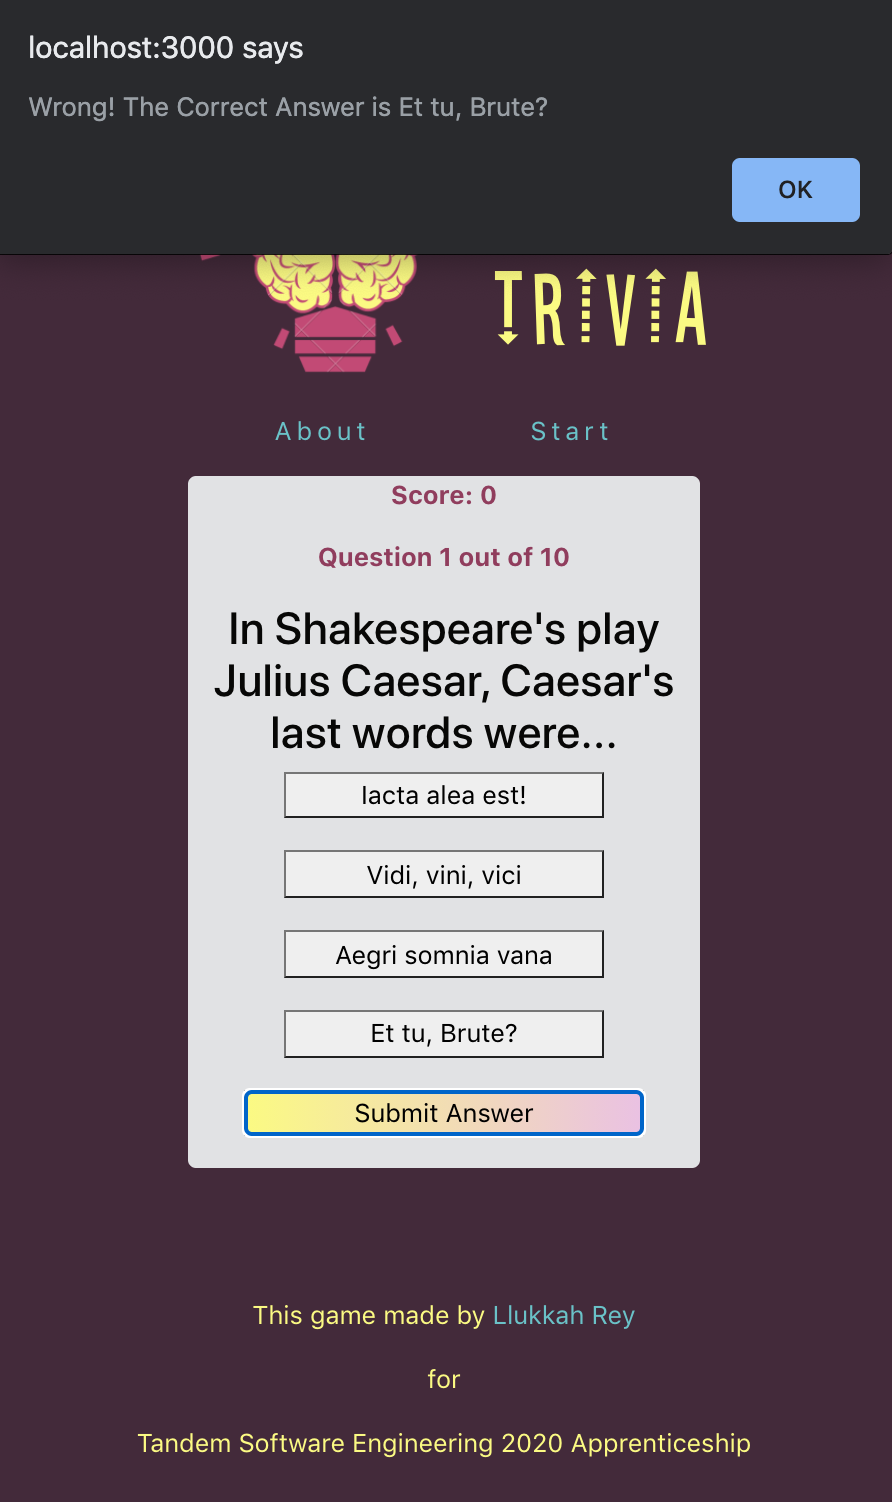 localhost:3000 says
Wrong! The Correct Answer is Et tu, Brute?
OK
TRIVIA
About
Start
Score: 0
Question 1 out of 10
In Shakespeare's play
Julius Caesar, Caesar's
last words were...
Iacta alea est!
Vidi, vini, vici
Aegri somnia vana
Et tu, Brute?
Submit Answer
This game made by Llukkah Rey
for
Tandem Software Engineering 2020 Apprenticeship